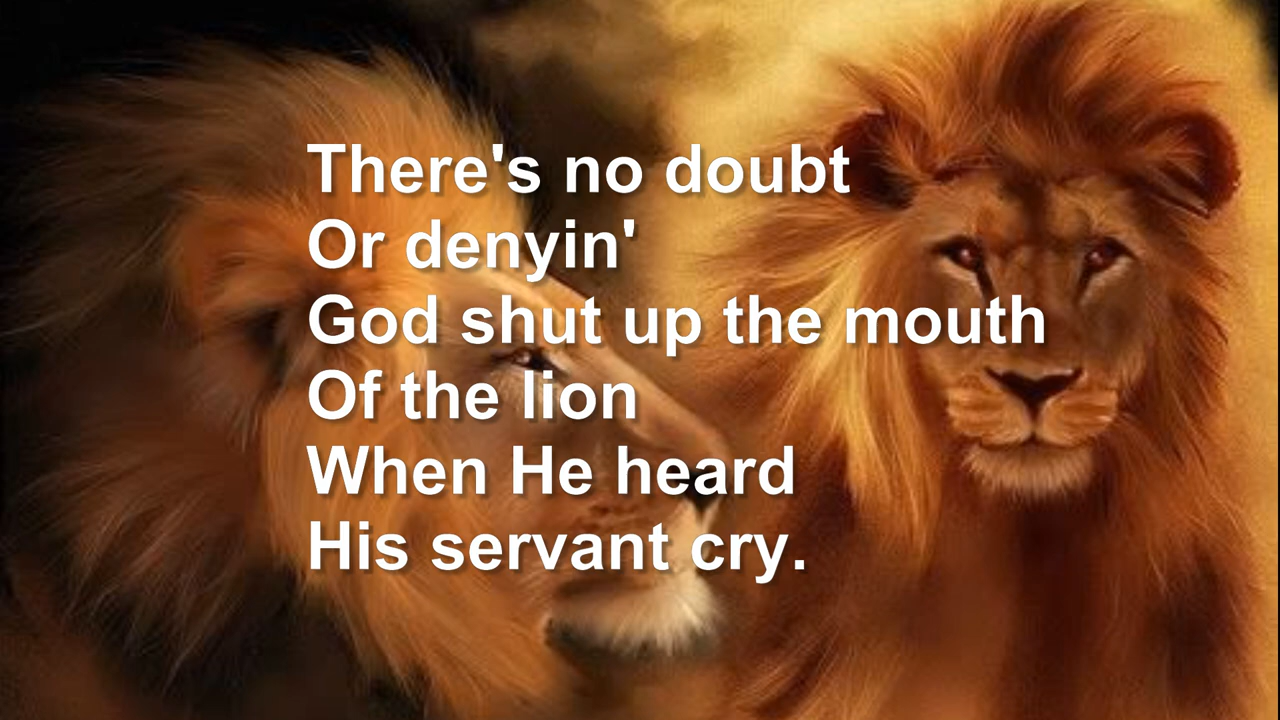 There's no doubt
Or denyin'
God shut up the mouth
Of the lion
When He heard
His servant cry.